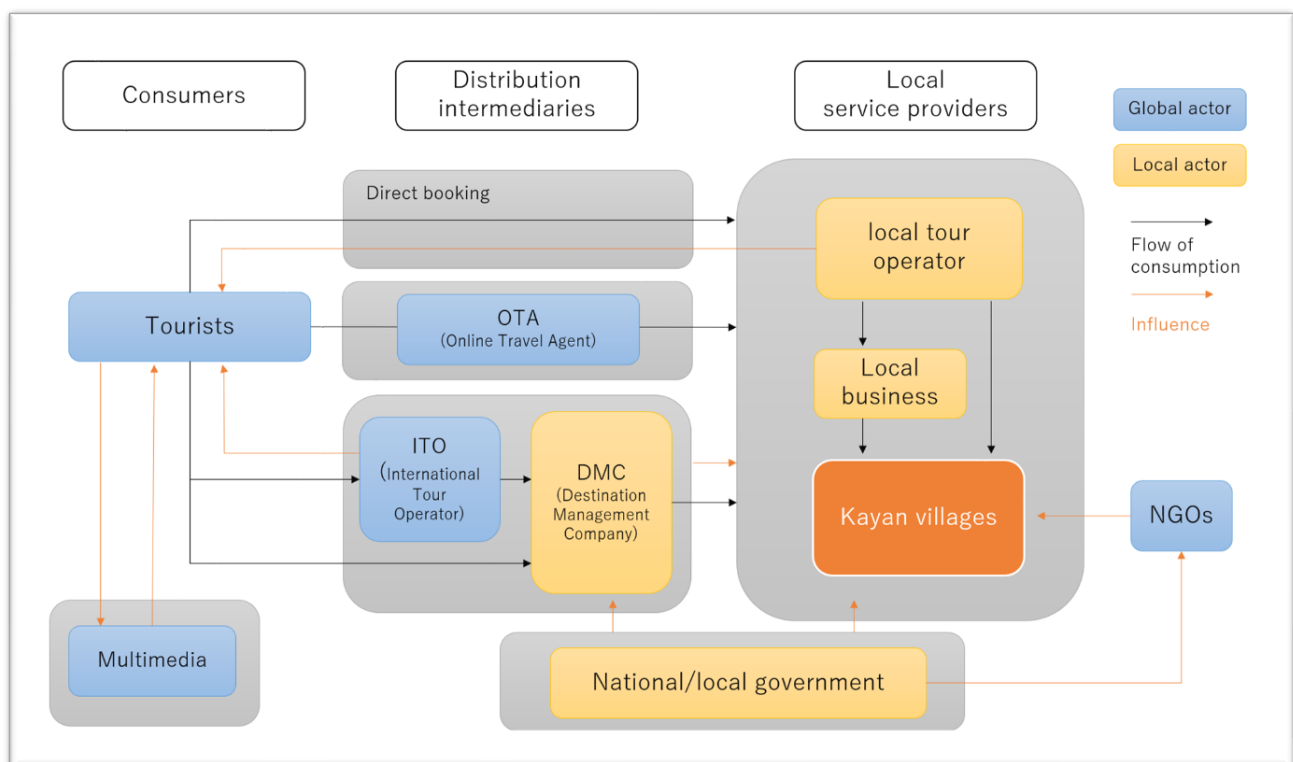 Consumers
Distribution
intermediaries
Local
service providers
Global actor
Local actor
Flow of
consumption
Influence
Direct booking
local tour
operator
Tourists
OTA
(Online Travel Agent)
Local
business
ITO
(International
Tour
Operator)
DMC
(Destination
Management
Company)
Kayan villages
NGOs
Multimedia
National/local government